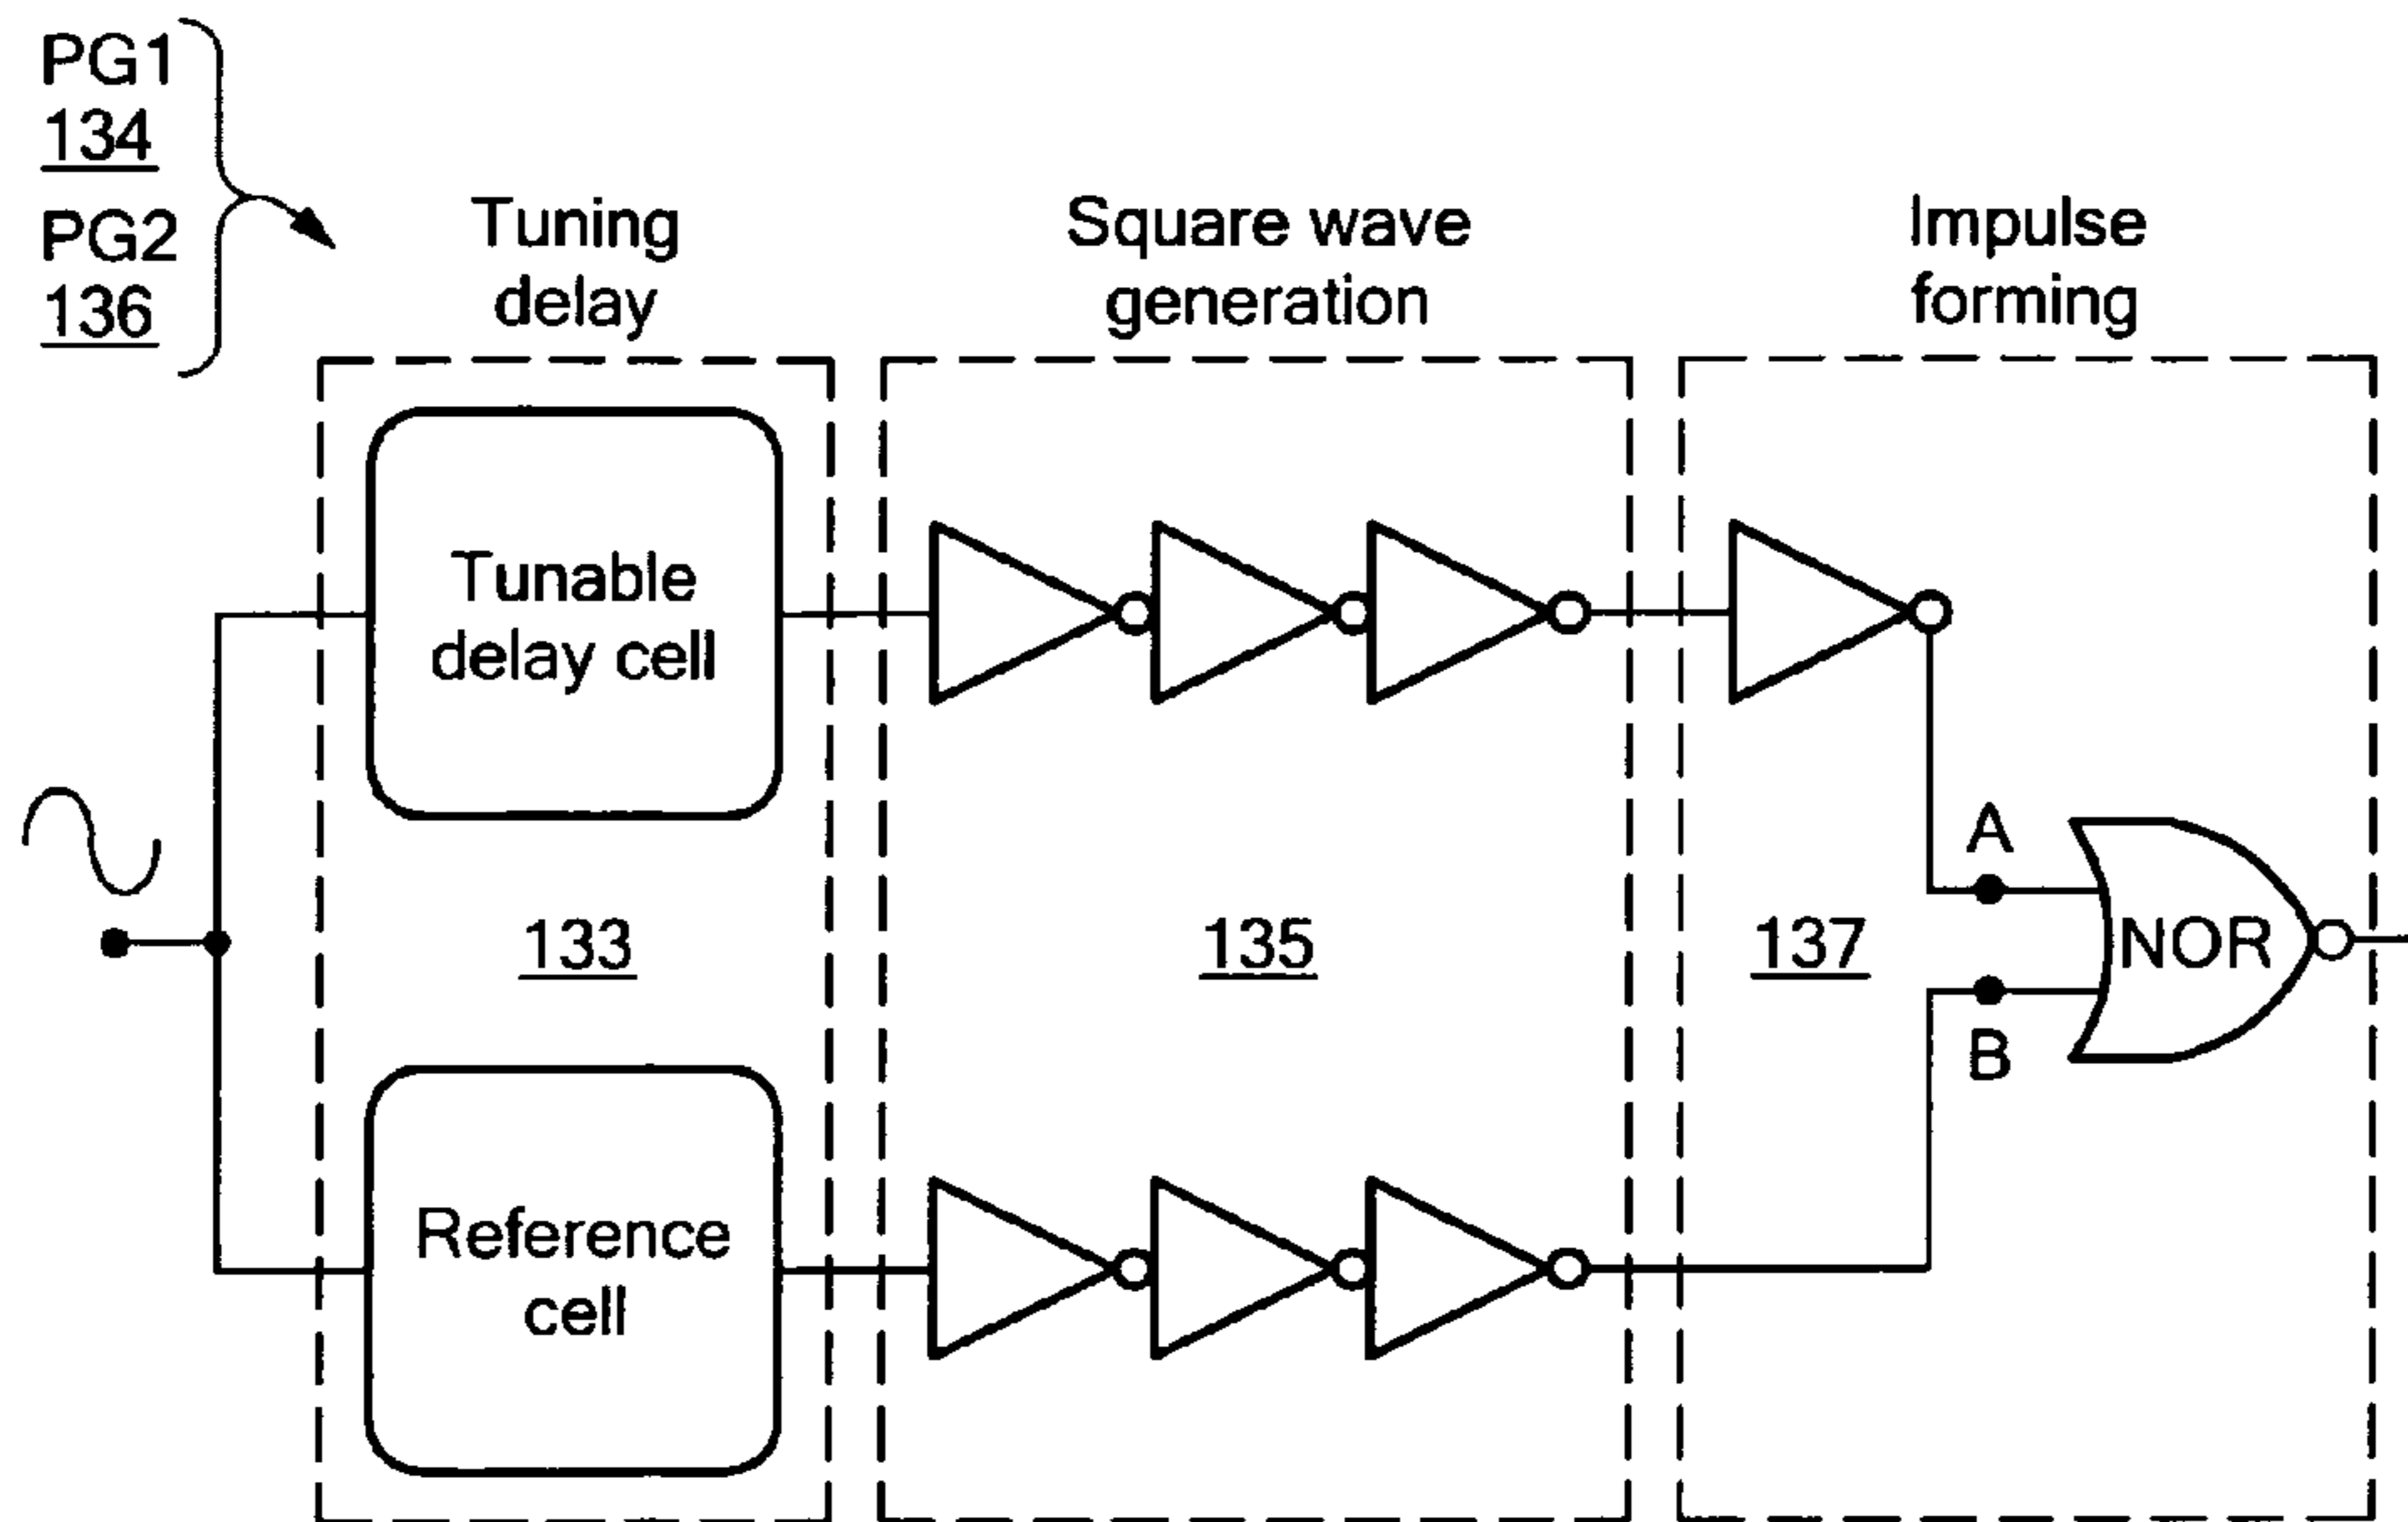 PG1
134
PG2
136
Tuning
delay
Square wave
generation
Impulse
forming
Tunable
delay cell
133
135
137
A
NOR
B
Reference
cell